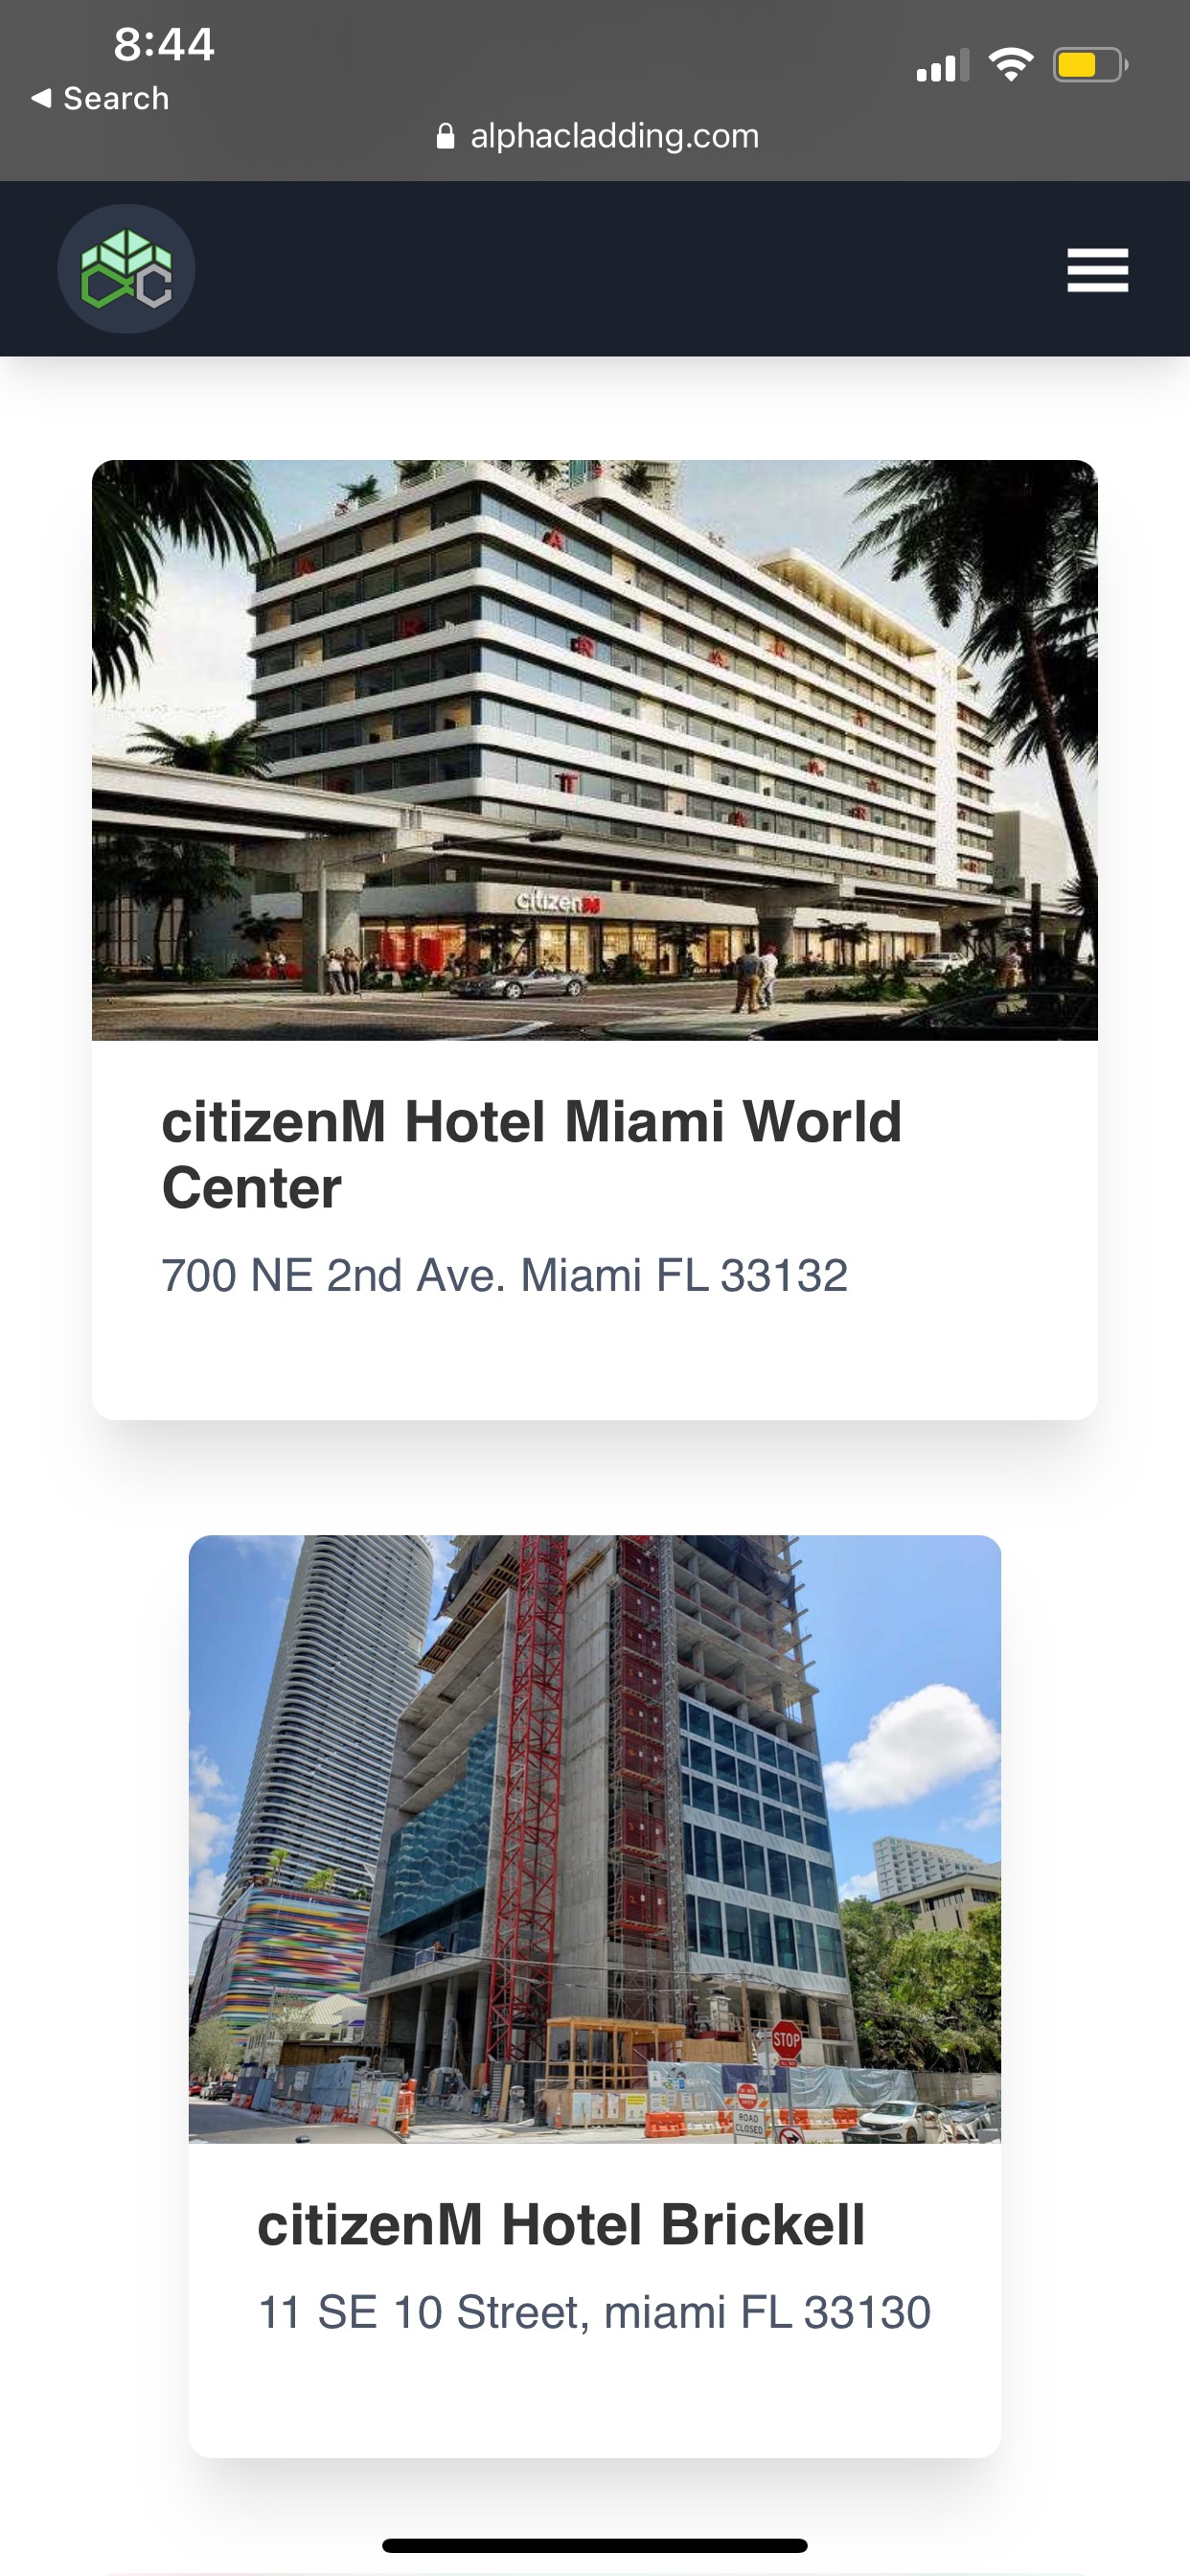 8:44
Search
alphacladding.com
citizenM
citizenM Hotel Miami World
Center
700 NE 2nd Ave. Miami FL 33132
STOP
ROAD
CLOSED
citizenM Hotel Brickell
11 SE 10 Street, miami FL 33130